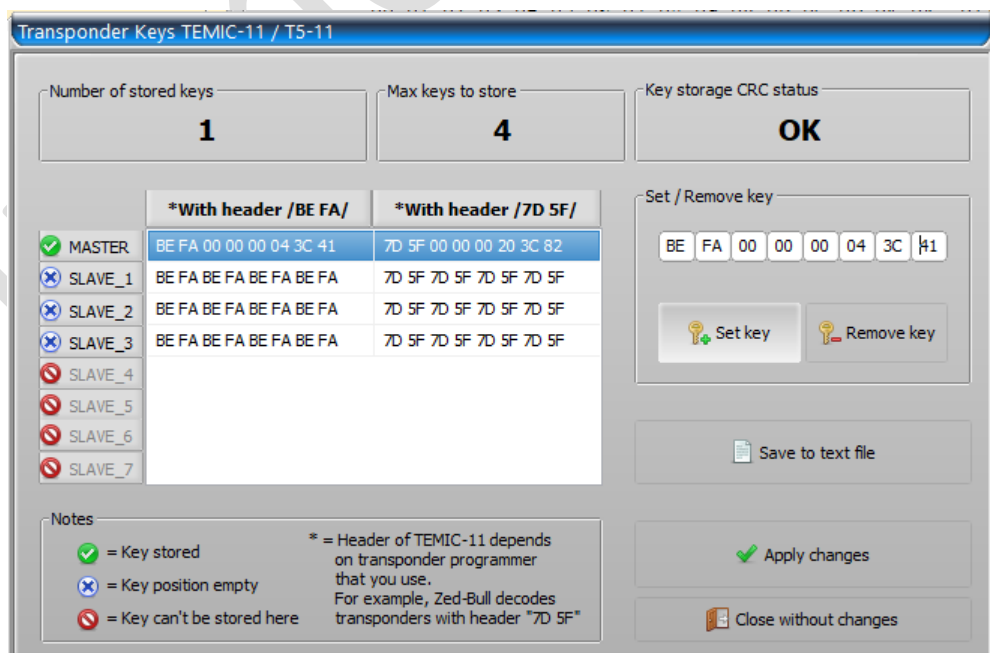 Transponder Keys TEMIC-11 / T5-11
Number of stored keys
1
Max keys to store
4
Key storage CRC status
OK
*With header /BE FA/ *With header /7D 5F/
MASTER BE FA 00 00 00 04 3C 41 7D 5F 00 00 00 20 3C 82
SLAVE_1 BE FA BE FA BE FA BE FA 7D 5F 7D 5F 7D 5F 7D 5F
SLAVE_2 BE FA BE FA BE FA BE FA 7D 5F 7D 5F 7D 5F 7D 5F
SLAVE_3 BE FA BE FA BE FA BE FA 7D 5F 7D 5F 7D 5F 7D 5F
SLAVE_4
SLAVE_5
SLAVE_6
SLAVE_7
Set / Remove key
BE FA 00 00 00 04 3C 41
Set key Remove key
Save to text file
Notes
= Key stored
= Key position empty
= Key can't be stored here
* = Header of TEMIC-11 depends
on transponder programmer
that you use.
For example, Zed-Bull decodes
transponders with header "7D 5F"
Apply changes
Close without changes